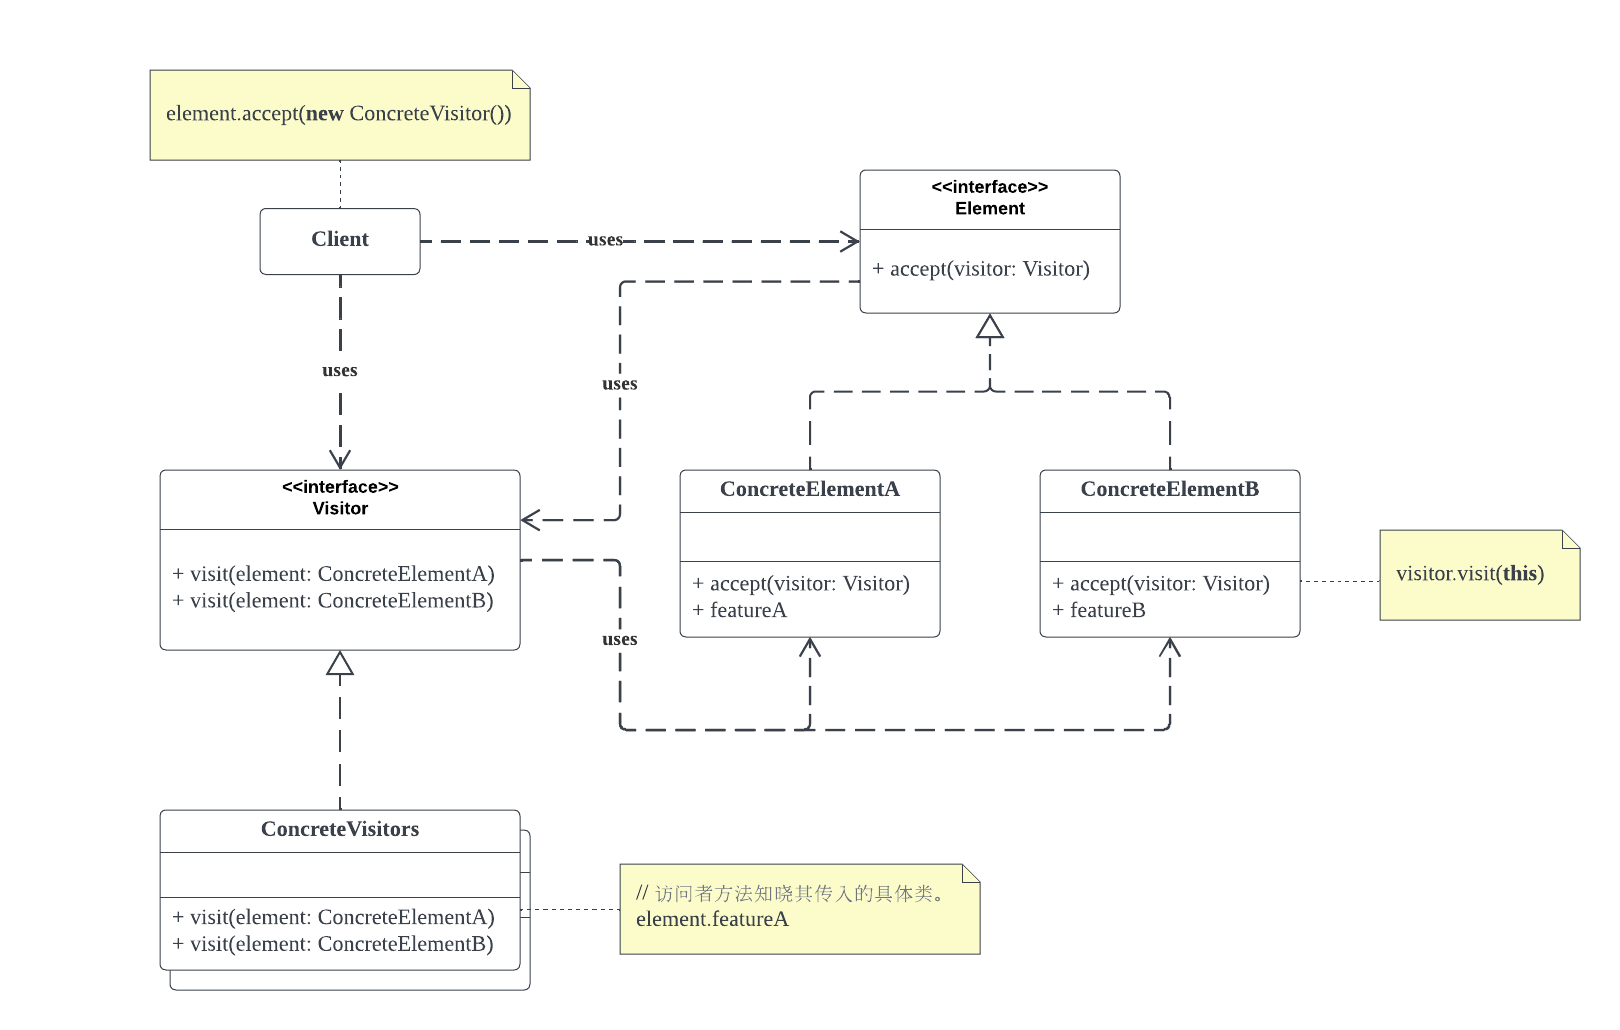 element.accept(new ConcreteVisitor())
Client
uses
<<interface>>
Element
+ accept(visitor: Visitor)
uses
uses
<<interface>>
Visitor
+ visit(element: ConcreteElementA)
+ visit(element: ConcreteElementB)
ConcreteElementA
+ accept(visitor: Visitor)
+ featureA
ConcreteElementB
+ accept(visitor: Visitor)
+ featureB
visitor.visit(this)
uses
ConcreteVisitors
+ visit(element: ConcreteElementA)
+ visit(element: ConcreteElementB)
// 访问者方法知晓其传入的具体类。
element.featureA